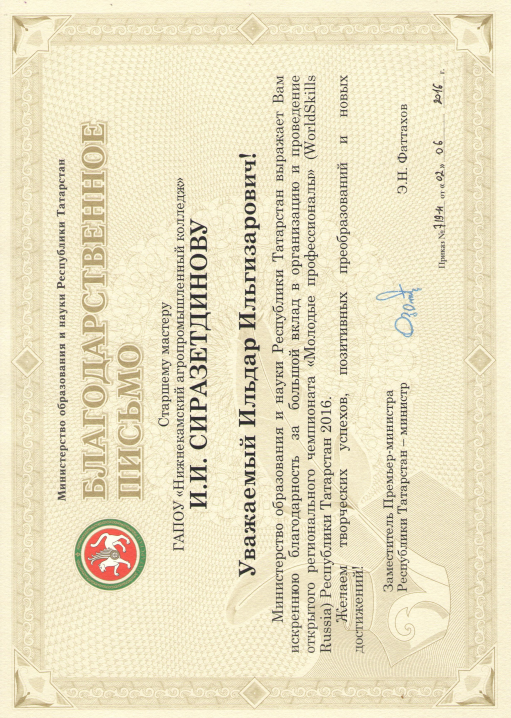 Министерство образования и науки Республики Татарстан
БЛАГОДАРСТВЕННОЕ
ПИСЬМО
Старшему мастеру
ГАПОУ «Нижнекамский агропромышленный колледж»
И.И. СИРАЗЕТДИНОВУ
Уважаемый Ильдар Ильгизарович!
Министерство образования и науки Республики Татарстан выражает Вам
искреннюю благодарность за большой вклад в организацию и проведение
открытого регионального чемпионата «Молодые профессионалы» (WorldSkills
Russia) Республики Татарстан 2016.
Желаем творческих успехов, позитивных преобразований и новых
достижений!
Заместитель Премьер-министра
Республики Татарстан – министр
Э.Н. Фаттахов
Приказ № от « 02 » 06 2016 г.